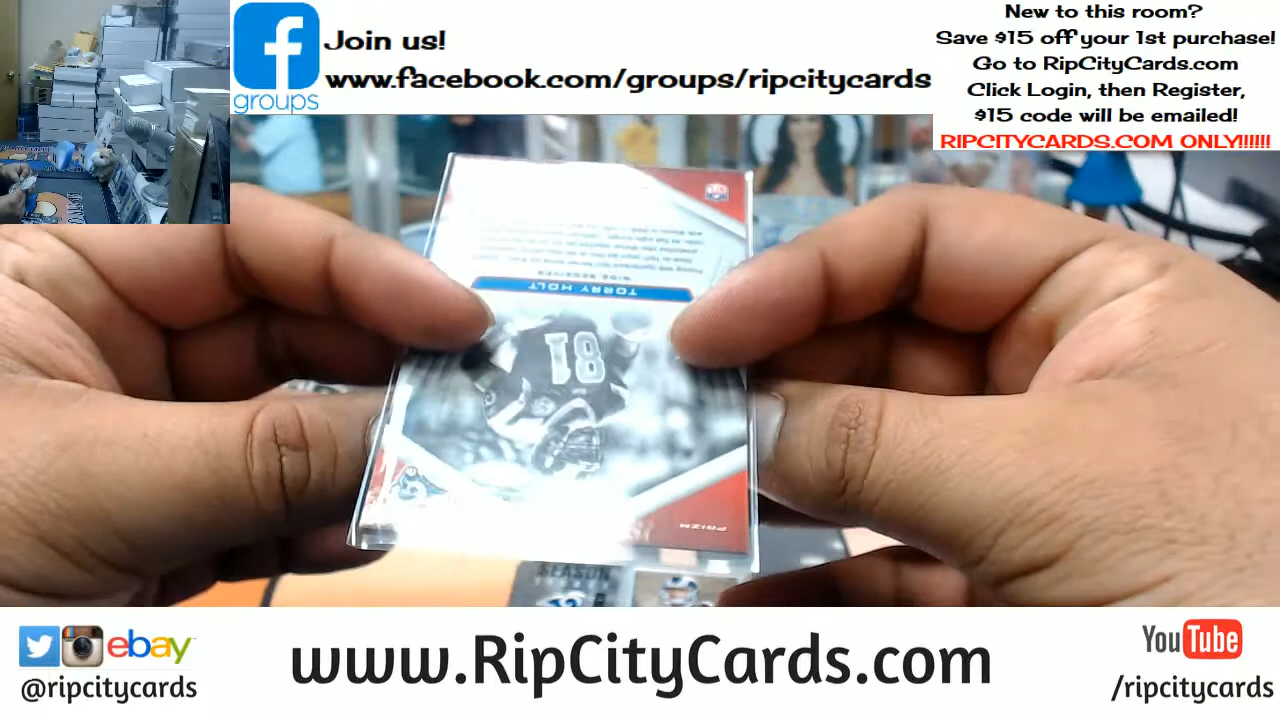 Join us!
www.facebook.com/groups/ripcitycards
groups
New to this room?
Save $15 off your 1st purchase!
Go to RipCityCards.com
Click Login, then Register,
$15 code will be emailed!
RIPCITYCARDS.COM ONLY!!!!!!
WIDE RECEIVER
TORRY HOLT
81
PRIZM
SEASON
ebay
@ripcitycards
www.RipCityCards.com
YouTube
/ripcitycards